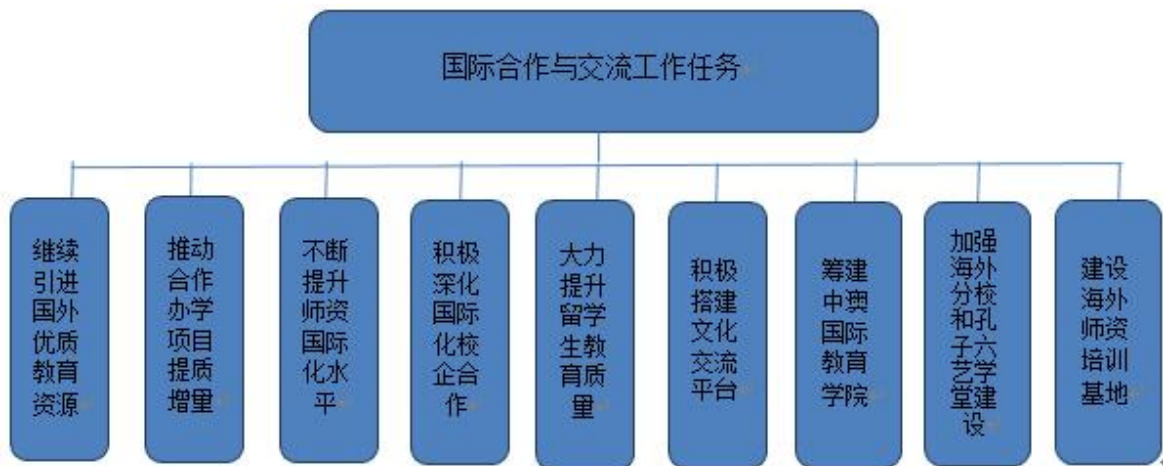 国际合作与交流工作任务
继续
引进
国外
优质
教育
资源
推动
合作
办学
项目
提质
增量
不断
提升
师资
国际
化水
平
积极
深化
国际
化校
企合
作
大力
提升
留学
生教
育质
量
积极
搭建
文化
交流
平台
筹建
中澳
国际
教育
学院
加强
海外
分校
和孔
子六
艺学
堂建
设
建设
海外
师资
培训
基地